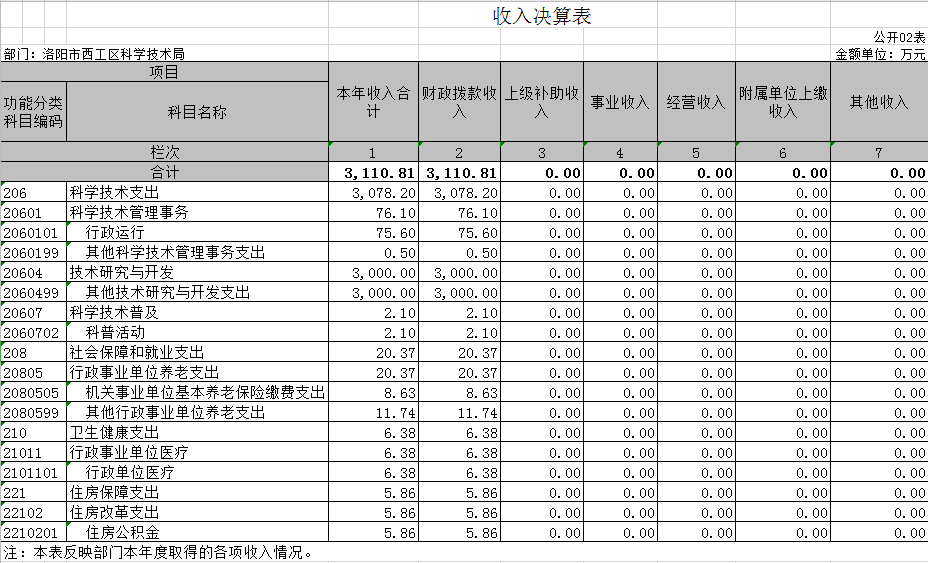 收入决算表
公开02表
部门：洛阳市西工区科学技术局 金额单位：万元
项目 本年收入合计 财政拨款收入 上级补助收入 事业收入 经营收入 附属单位上缴收入 其他收入
功能分类科目编码 科目名称
栏次 1 2 3 4 5 6 7
合计 3,110.81 3,110.81 0.00 0.00 0.00 0.00 0.00
206 科学技术支出 3,078.20 3,078.20 0.00 0.00 0.00 0.00 0.00
20601 科学技术管理事务 76.10 76.10 0.00 0.00 0.00 0.00 0.00
2060101 行政运行 75.60 75.60 0.00 0.00 0.00 0.00 0.00
2060199 其他科学技术管理事务支出 0.50 0.50 0.00 0.00 0.00 0.00 0.00
20604 技术研究与开发 3,000.00 3,000.00 0.00 0.00 0.00 0.00 0.00
2060499 其他技术研究与开发支出 3,000.00 3,000.00 0.00 0.00 0.00 0.00 0.00
20607 科学技术普及 2.10 2.10 0.00 0.00 0.00 0.00 0.00
2060702 科普活动 2.10 2.10 0.00 0.00 0.00 0.00 0.00
208 社会保障和就业支出 20.37 20.37 0.00 0.00 0.00 0.00 0.00
20805 行政事业单位养老支出 20.37 20.37 0.00 0.00 0.00 0.00 0.00
2080505 机关事业单位基本养老保险缴费支出 8.63 8.63 0.00 0.00 0.00 0.00 0.00
2080599 其他行政事业单位养老支出 11.74 11.74 0.00 0.00 0.00 0.00 0.00
210 卫生健康支出 6.38 6.38 0.00 0.00 0.00 0.00 0.00
21011 行政事业单位医疗 6.38 6.38 0.00 0.00 0.00 0.00 0.00
2101101 行政单位医疗 6.38 6.38 0.00 0.00 0.00 0.00 0.00
221 住房保障支出 5.86 5.86 0.00 0.00 0.00 0.00 0.00
22102 住房改革支出 5.86 5.86 0.00 0.00 0.00 0.00 0.00
2210201 住房公积金 5.86 5.86 0.00 0.00 0.00 0.00 0.00
注：本表反映部门本年度取得的各项收入情况。